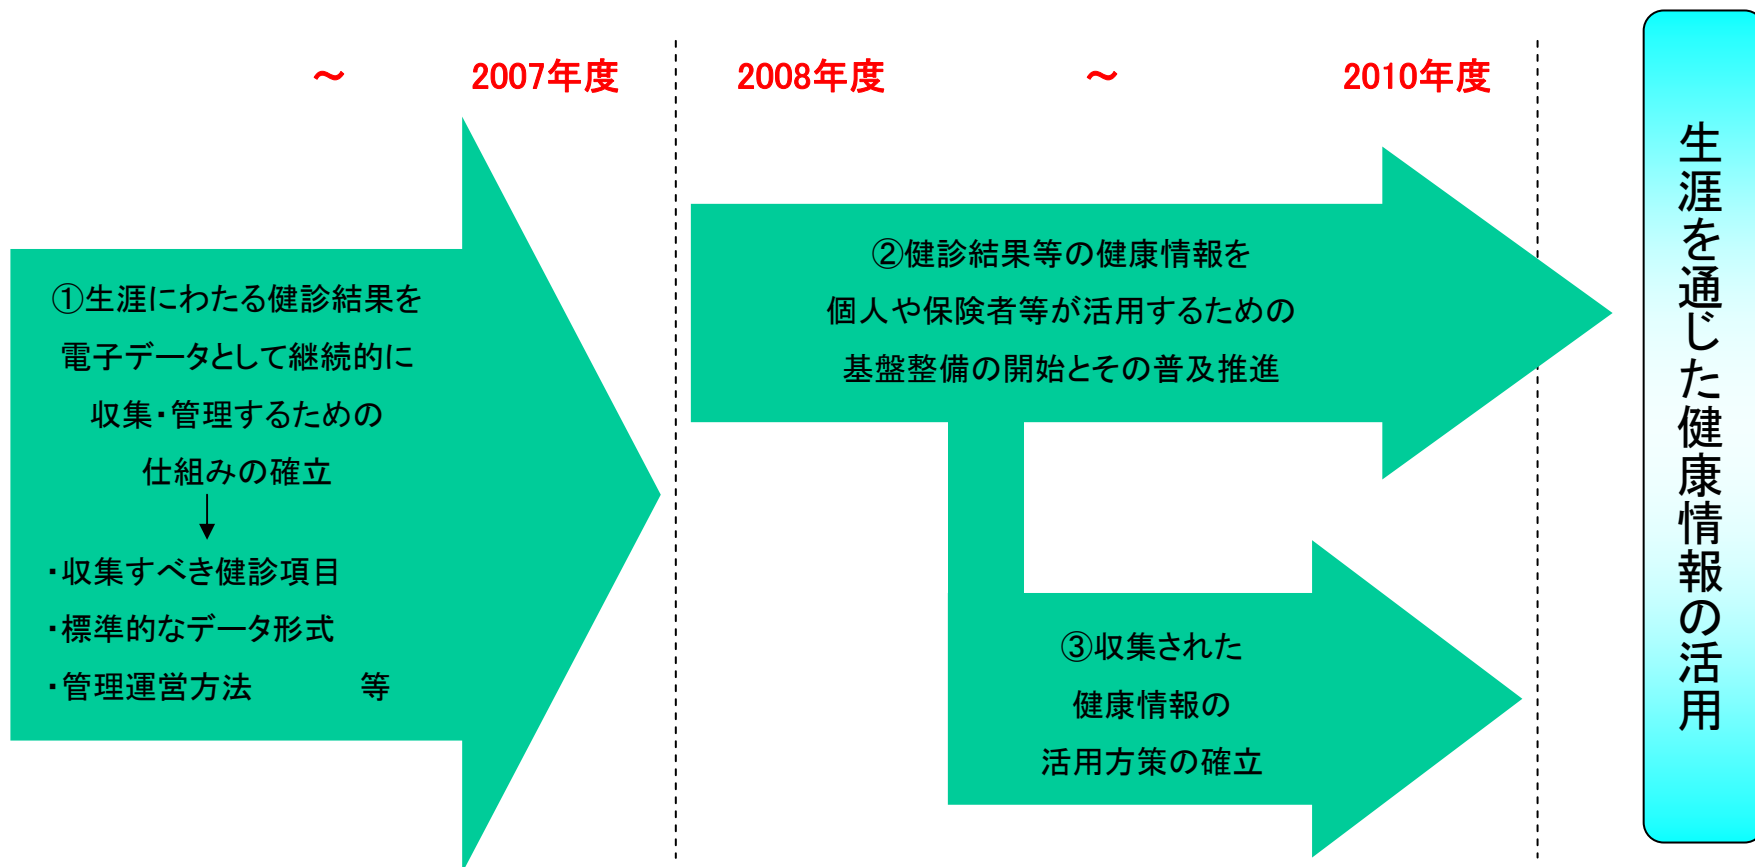 ～ 2007年度
2008年度 ～ 2010年度
①生涯にわたる健診結果を
電子データとして継続的に
収集・管理するための
仕組みの確立
・収集すべき健診項目
・標準的なデータ形式
・管理運営方法 等
②健診結果等の健康情報を
個人や保険者等が活用するための
基盤整備の開始とその普及推進
③収集された
健康情報の
活用方策の確立
生涯を通じた健康情報の活用